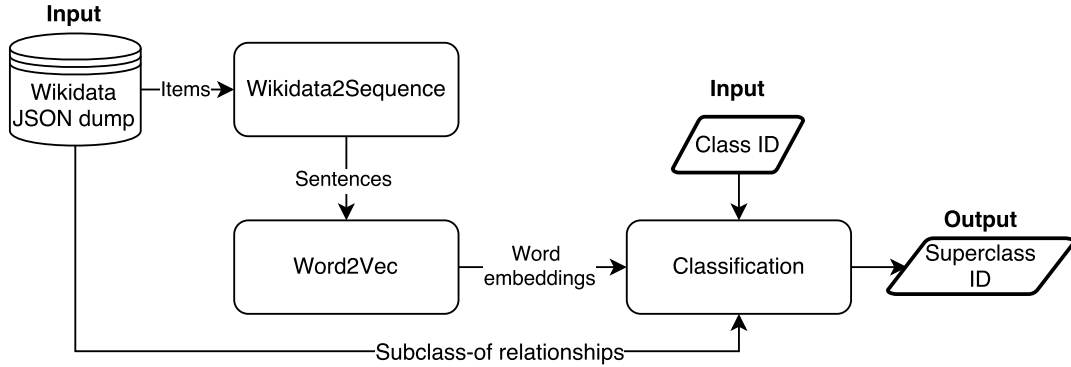 Input
Wikidata
JSON dump
Items
Wikidata2Sequence
Input
Class ID
Sentences
Word2Vec
Word
embeddings
Classification
Output
Superclass
ID
Subclass-of relationships